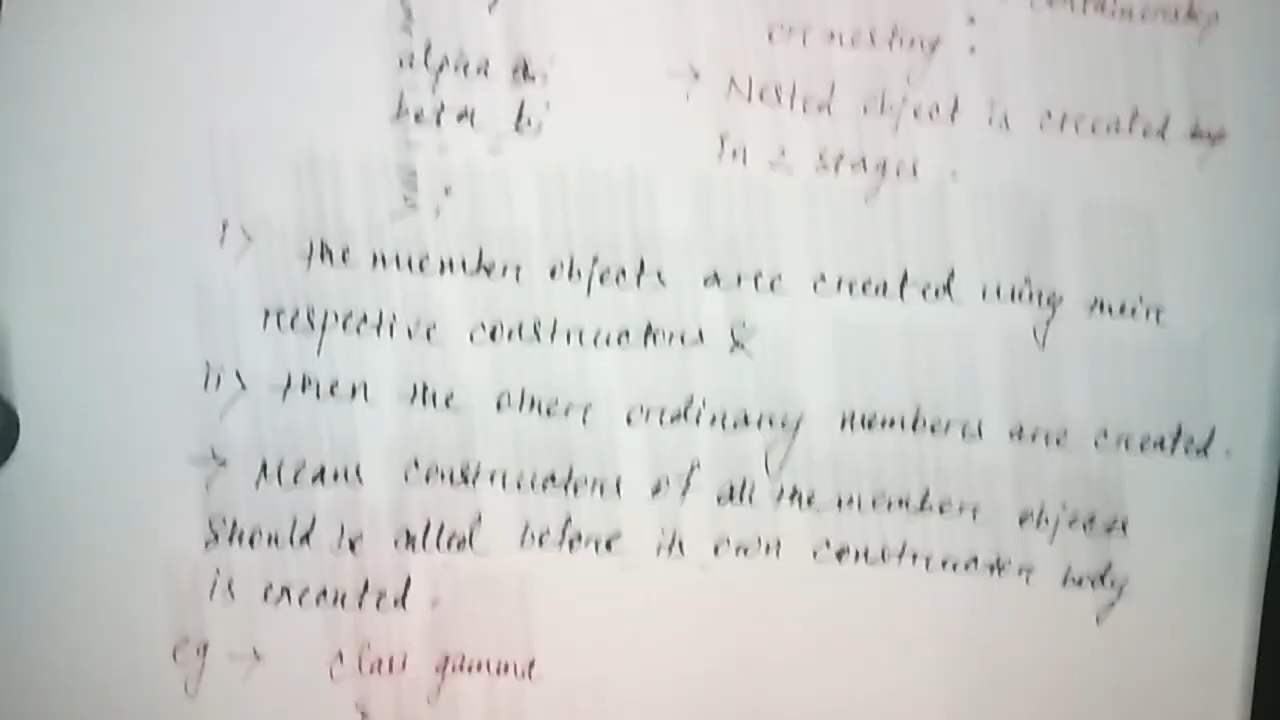 containership
or nesting :
alpha a;
beta b;
→ Nested object is created
in 2 stages.
};
i> the member objects are created using their
respective constructors &
ii> then the other ordinary members are created.
→ Means constructors of all the member objects
should be called before its own constructor body
is executed.
eg → class gamma
{